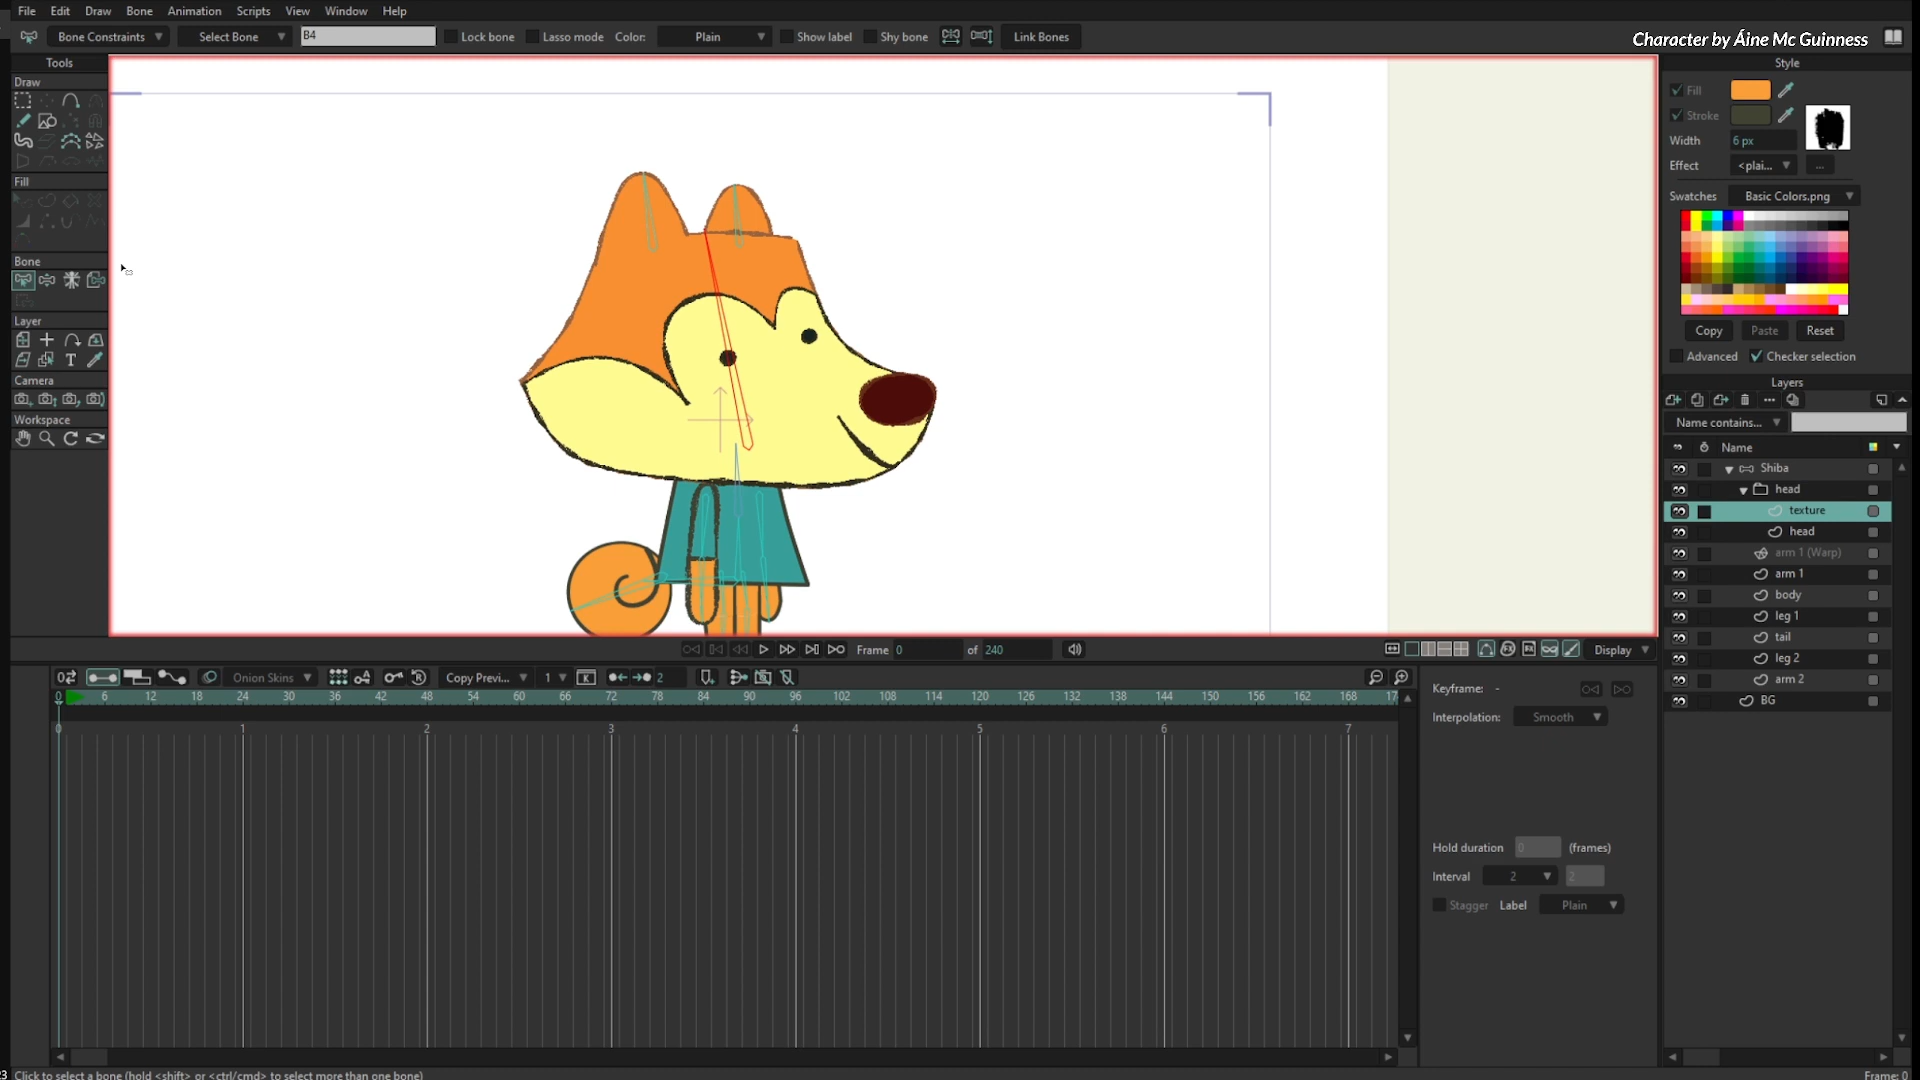 File Edit Draw Bone Animation Scripts View Window Help
Bone Constraints Select Bone B4 Lock bone Lasso mode Color: Plain Show label Shy bone Link Bones
Character by Áine Mc Guinness
Tools
Draw
Fill
Bone
Layer
Camera
Workspace
Style
Fill
Stroke
Width 6 px
Effect <plai... ...
Swatches Basic Colors.png
Copy Paste Reset
Advanced Checker selection
Layers
Name contains...
Name
Shiba
head
texture
head
arm 1 (Warp)
arm 1
body
leg 1
tail
leg 2
arm 2
BG
Frame 0 of 240
Display
Onion Skins Copy Previ... 1 2
0 6 12 18 24 30 36 42 48 54 60 66 72 78 84 90 96 102 108 114 120 126 132 138 144 150 156 162 168 17
0 1 2 3 4 5 6 7
Keyframe: -
Interpolation: Smooth
Hold duration 0 (frames)
Interval 2 2
Stagger Label Plain
Click to select a bone (hold <shift> or <ctrl/cmd> to select more than one bone)
Frame: 0